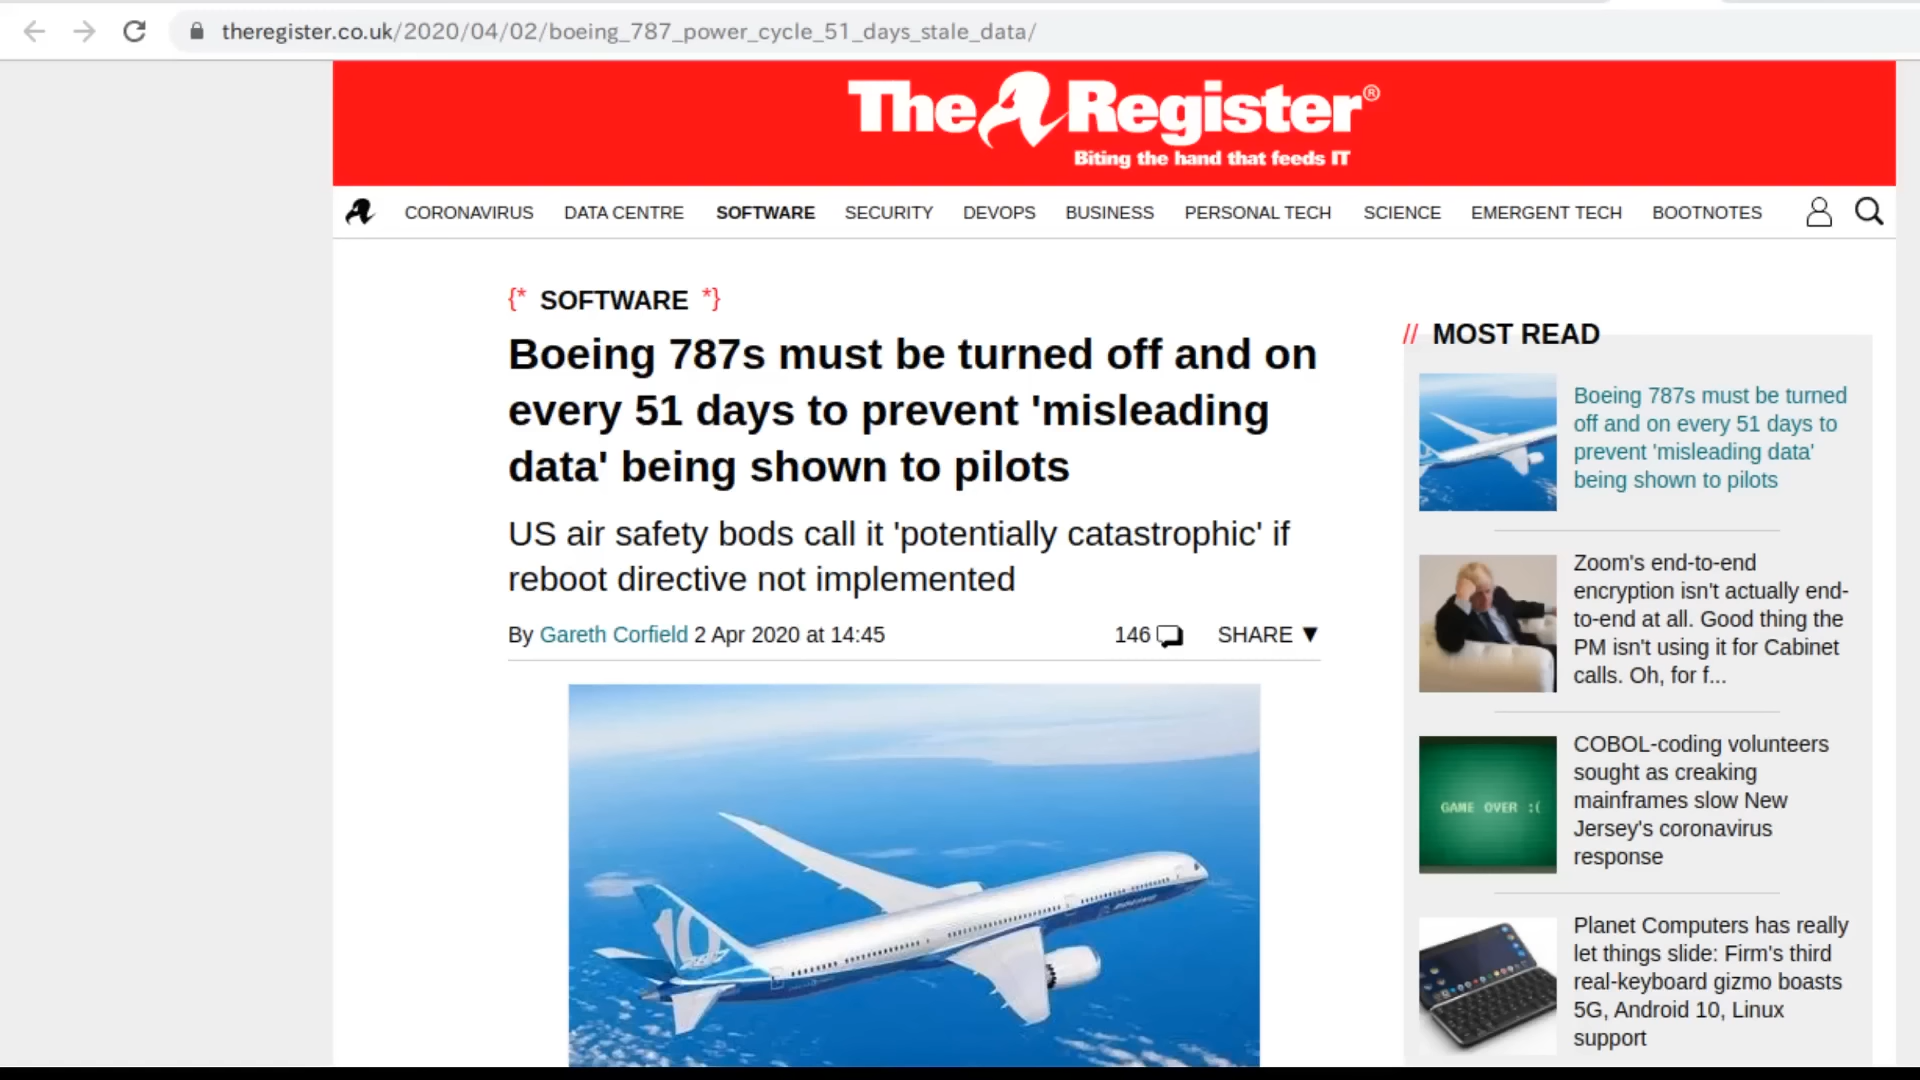 theregister.co.uk/2020/04/02/boeing_787_power_cycle_51_days_stale_data/
The Register®
Biting the hand that feeds IT
CORONAVIRUS DATA CENTRE SOFTWARE SECURITY DEVOPS BUSINESS PERSONAL TECH SCIENCE EMERGENT TECH BOOTNOTES
{* SOFTWARE *}
Boeing 787s must be turned off and on
every 51 days to prevent 'misleading
data' being shown to pilots
US air safety bods call it 'potentially catastrophic' if
reboot directive not implemented
By Gareth Corfield 2 Apr 2020 at 14:45
146 SHARE ▼
10
BOEING
// MOST READ
Boeing 787s must be turned
off and on every 51 days to
prevent 'misleading data'
being shown to pilots
Zoom's end-to-end
encryption isn't actually end-
to-end at all. Good thing the
PM isn't using it for Cabinet
calls. Oh, for f...
GAME OVER :(
COBOL-coding volunteers
sought as creaking
mainframes slow New
Jersey's coronavirus
response
Planet Computers has really
let things slide: Firm's third
real-keyboard gizmo boasts
5G, Android 10, Linux
support